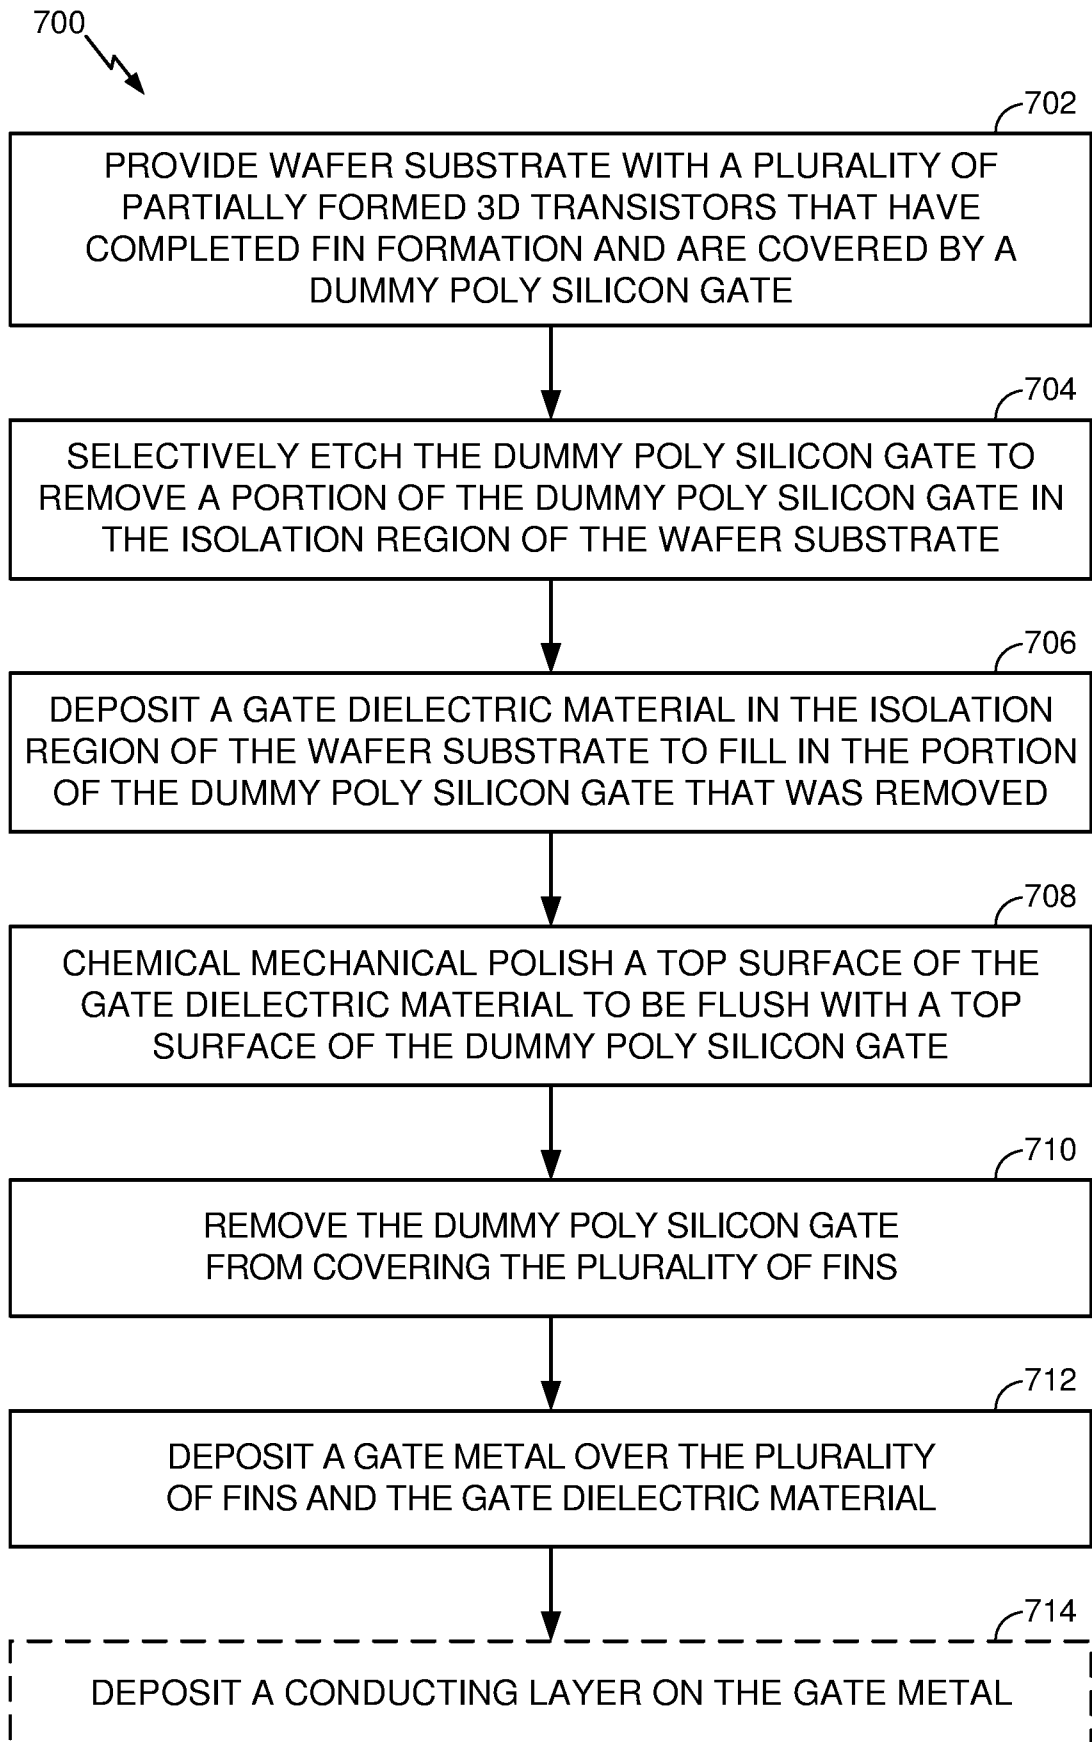 700
702
PROVIDE WAFER SUBSTRATE WITH A PLURALITY OF
PARTIALLY FORMED 3D TRANSISTORS THAT HAVE
COMPLETED FIN FORMATION AND ARE COVERED BY A
DUMMY POLY SILICON GATE
704
SELECTIVELY ETCH THE DUMMY POLY SILICON GATE TO
REMOVE A PORTION OF THE DUMMY POLY SILICON GATE IN
THE ISOLATION REGION OF THE WAFER SUBSTRATE
706
DEPOSIT A GATE DIELECTRIC MATERIAL IN THE ISOLATION
REGION OF THE WAFER SUBSTRATE TO FILL IN THE PORTION
OF THE DUMMY POLY SILICON GATE THAT WAS REMOVED
708
CHEMICAL MECHANICAL POLISH A TOP SURFACE OF THE
GATE DIELECTRIC MATERIAL TO BE FLUSH WITH A TOP
SURFACE OF THE DUMMY POLY SILICON GATE
710
REMOVE THE DUMMY POLY SILICON GATE
FROM COVERING THE PLURALITY OF FINS
712
DEPOSIT A GATE METAL OVER THE PLURALITY
OF FINS AND THE GATE DIELECTRIC MATERIAL
714
DEPOSIT A CONDUCTING LAYER ON THE GATE METAL